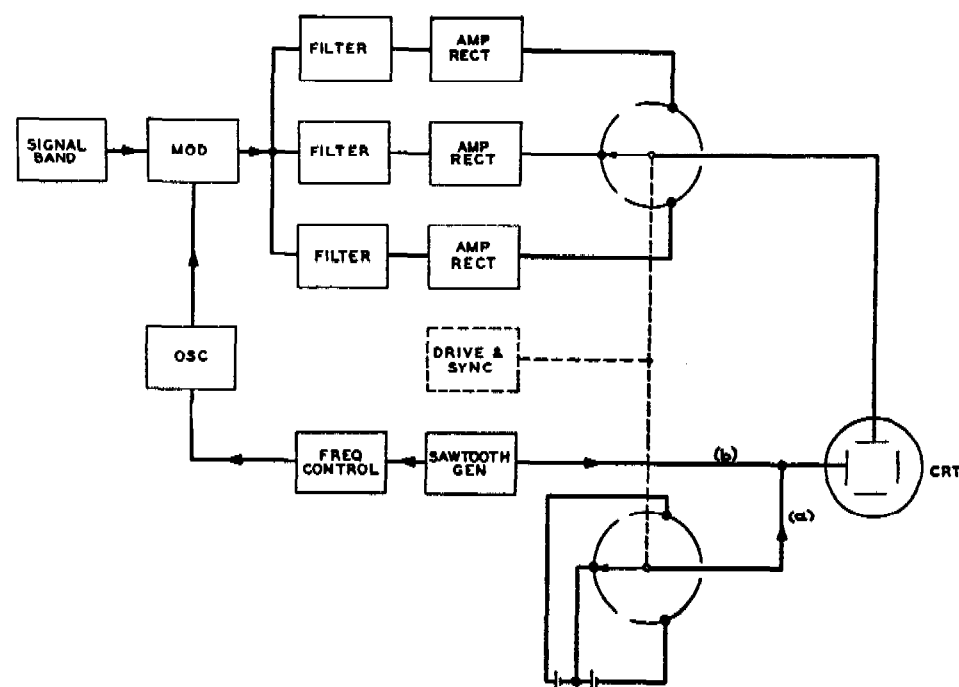 FILTER
AMP
RECT
SIGNAL
BAND
MOD
FILTER
AMP
RECT
FILTER
AMP
RECT
OSC
DRIVE &
SYNC
FREQ
CONTROL
SAWTOOTH
GEN
(b)
CRT
(a)